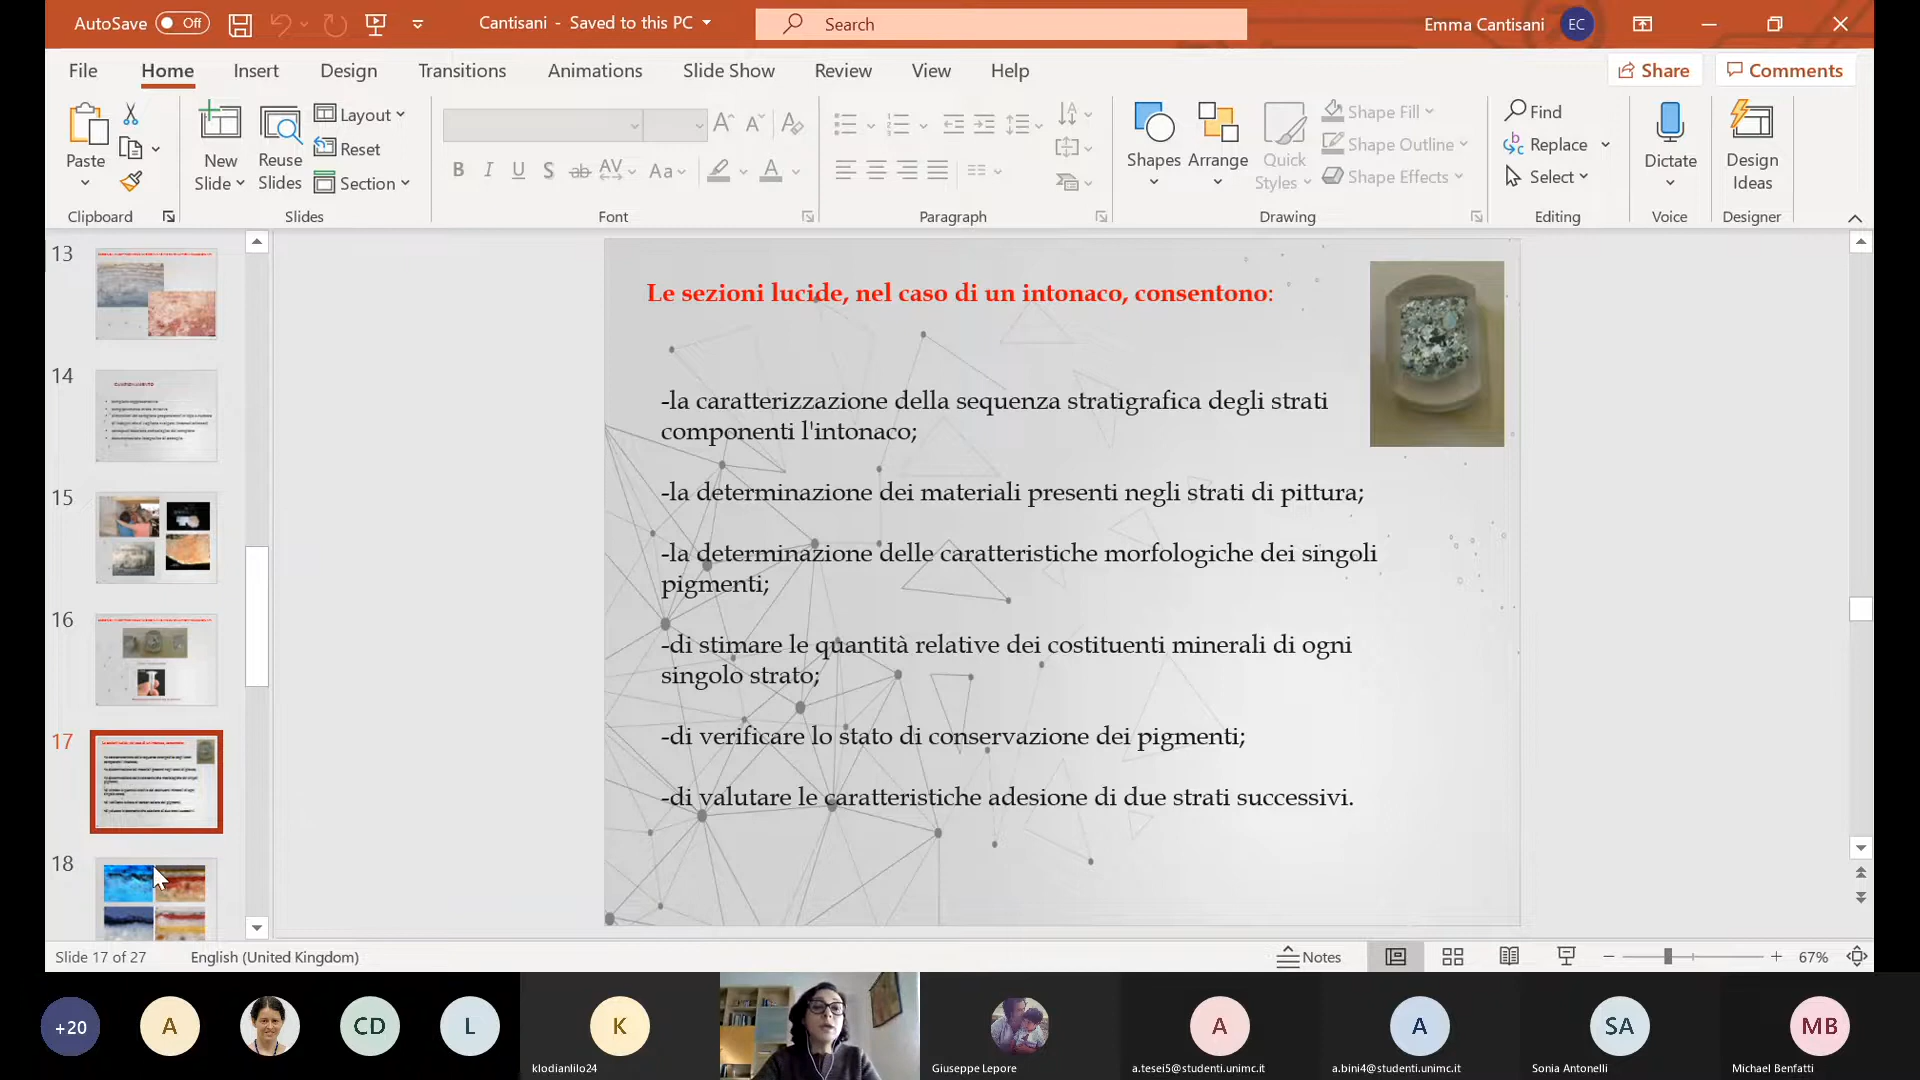 AutoSave Off
Cantisani - Saved to this PC
Search
Emma Cantisani EC
File Home Insert Design Transitions Animations Slide Show Review View Help
Share Comments
Paste
New Slide
Reuse Slides
Layout
Reset
Section
B I U S ab AV Aa A
Shapes
Arrange
Quick Styles
Shape Fill
Shape Outline
Shape Effects
Find
Replace
Select
Dictate
Design Ideas
Clipboard Slides Font Paragraph Drawing Editing Voice Designer
13
14
15
16
17
18
Le sezioni lucide, nel caso di un intonaco, consentono:
-la caratterizzazione della sequenza stratigrafica degli strati
componenti l'intonaco;
-la determinazione dei materiali presenti negli strati di pittura;
-la determinazione delle caratteristiche morfologiche dei singoli
pigmenti;
-di stimare le quantità relative dei costituenti minerali di ogni
singolo strato;
-di verificare lo stato di conservazione dei pigmenti;
-di valutare le caratteristiche adesione di due strati successivi.
Slide 17 of 27
English (United Kingdom)
Notes
67%
+20
A
CD
L
K
A
A
SA
MB
klodianlilo24
Giuseppe Lepore
a.tesei5@studenti.unimc.it
a.bini4@studenti.unimc.it
Sonia Antonelli
Michael Benfatti